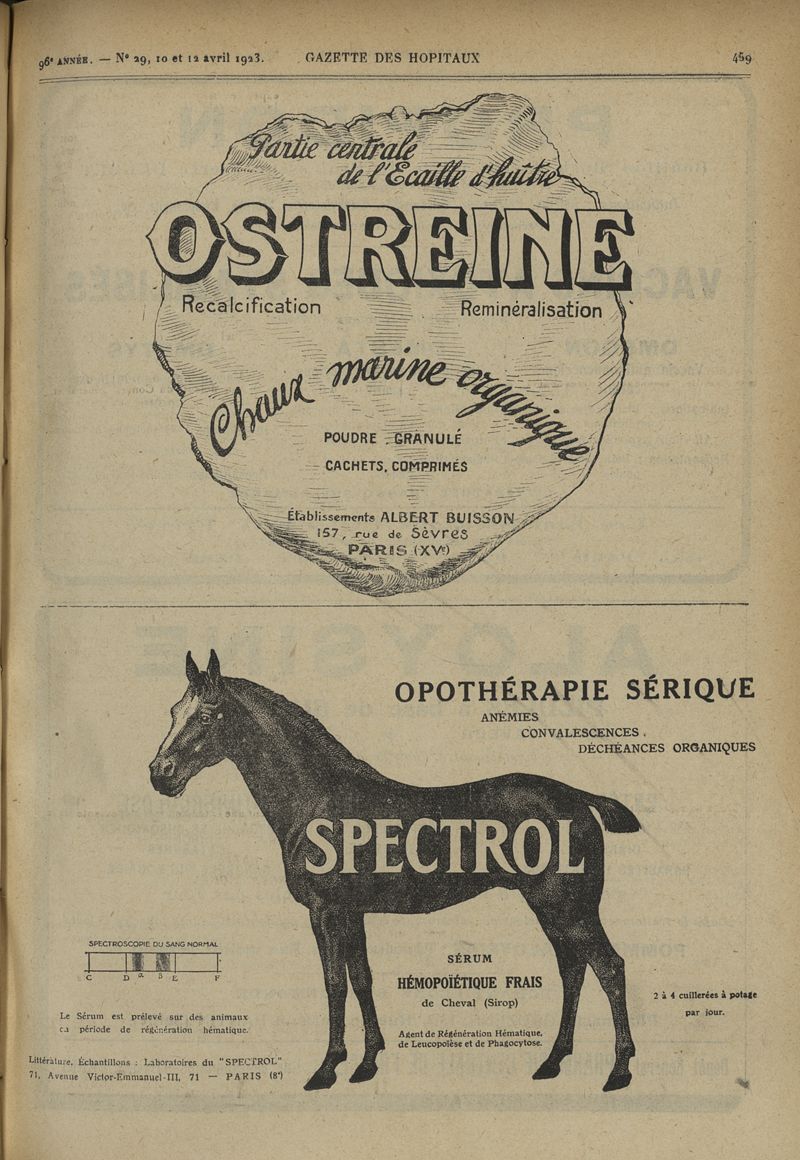 96e ANNÉE. — No 29, 10 et 12 avril 1923. GAZETTE DES HOPITAUX 459
Partie centrale
de l'Ecaille d'huître
OSTREINE
Recalcification Reminéralisation
Chaux marine organique
POUDRE, GRANULÉ
CACHETS, COMPRIMÉS
Établissements ALBERT BUISSON
157, rue de Sèvres
PARIS (XVe)
OPOTHÉRAPIE SÉRIQUE
ANÉMIES
CONVALESCENCES,
DÉCHÉANCES ORGANIQUES
SPECTROL
SPECTROSCOPIE DU SANG NORMAL
C D α β E F
SÉRUM
HÉMOPOÏÉTIQUE FRAIS
de Cheval (Sirop)
2 à 4 cuillerées à potage
par jour.
Le Sérum est prélevé sur des animaux
en période de régénération hématique.
Agent de Régénération Hématique,
de Leucopoïèse et de Phagocytose.
Littérature, Échantillons : Laboratoires du "SPECTROL"
71, Avenue Victor-Emmanuel-III, 71 — PARIS (8e)